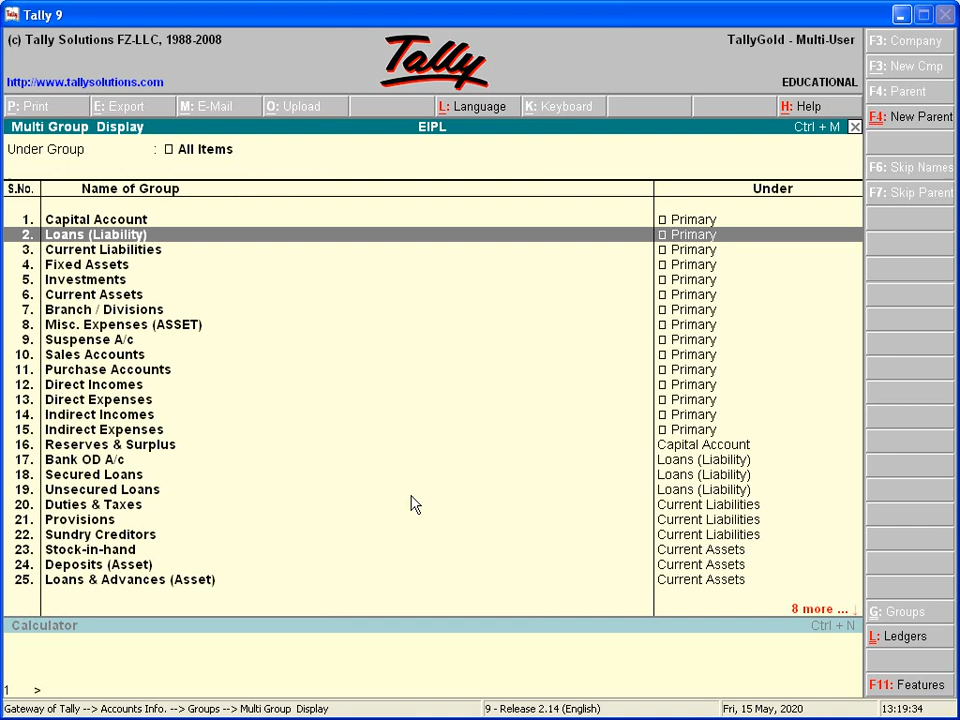 Tally 9
(c) Tally Solutions FZ-LLC, 1988-2008
Tally
TallyGold - Multi-User
http://www.tallysolutions.com
EDUCATIONAL
P: Print
E: Export
M: E-Mail
O: Upload
L: Language
K: Keyboard
H: Help
Multi Group Display
EIPL
Ctrl + M
Under Group : All Items
S.No. Name of Group Under
1. Capital Account Primary
2. Loans (Liability) Primary
3. Current Liabilities Primary
4. Fixed Assets Primary
5. Investments Primary
6. Current Assets Primary
7. Branch / Divisions Primary
8. Misc. Expenses (ASSET) Primary
9. Suspense A/c Primary
10. Sales Accounts Primary
11. Purchase Accounts Primary
12. Direct Incomes Primary
13. Direct Expenses Primary
14. Indirect Incomes Primary
15. Indirect Expenses Primary
16. Reserves & Surplus Capital Account
17. Bank OD A/c Loans (Liability)
18. Secured Loans Loans (Liability)
19. Unsecured Loans Loans (Liability)
20. Duties & Taxes Current Liabilities
21. Provisions Current Liabilities
22. Sundry Creditors Current Liabilities
23. Stock-in-hand Current Assets
24. Deposits (Asset) Current Assets
25. Loans & Advances (Asset) Current Assets
8 more ... ↓
Calculator Ctrl + N
1 >
F3: Company
F3: New Cmp
F4: Parent
F4: New Parent
F6: Skip Names
F7: Skip Parent
G: Groups
L: Ledgers
F11: Features
Gateway of Tally --> Accounts Info. --> Groups --> Multi Group Display
9 - Release 2.14 (English)
Fri, 15 May, 2020
13:19:34